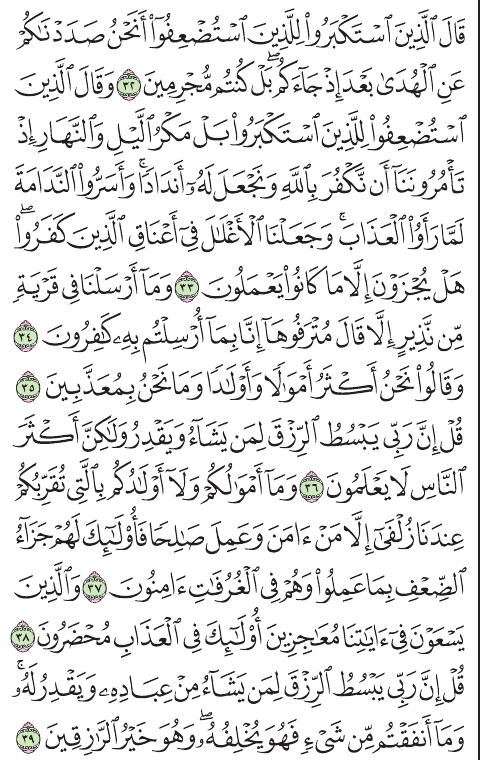 قَالَ ٱلَّذِينَ ٱسْتَكْبَرُوا۟ لِلَّذِينَ ٱسْتُضْعِفُوٓا۟ أَنَحْنُ صَدَدْنَـٰكُمْ
عَنِ ٱلْهُدَىٰ بَعْدَ إِذْ جَآءَكُم ۖ بَلْ كُنتُم مُّجْرِمِينَ ٣٢ وَقَالَ ٱلَّذِينَ
ٱسْتُضْعِفُوا۟ لِلَّذِينَ ٱسْتَكْبَرُوا۟ بَلْ مَكْرُ ٱلَّيْلِ وَٱلنَّهَارِ إِذْ
تَأْمُرُونَنَآ أَن نَّكْفُرَ بِٱللَّهِ وَنَجْعَلَ لَهُۥٓ أَندَادًا ۚ وَأَسَرُّوا۟ ٱلنَّدَامَةَ
لَمَّا رَأَوُا۟ ٱلْعَذَابَ ۚ وَجَعَلْنَا ٱلْأَغْلَـٰلَ فِىٓ أَعْنَاقِ ٱلَّذِينَ كَفَرُوا۟ ۖ
هَلْ يُجْزَوْنَ إِلَّا مَا كَانُوا۟ يَعْمَلُونَ ٣٣ وَمَآ أَرْسَلْنَا فِى قَرْيَةٍ
مِّن نَّذِيرٍ إِلَّا قَالَ مُتْرَفُوهَآ إِنَّا بِمَآ أُرْسِلْتُم بِهِۦ كَـٰفِرُونَ ٣٤
وَقَالُوا۟ نَحْنُ أَكْثَرُ أَمْوَٰلًا وَأَوْلَـٰدًا وَمَا نَحْنُ بِمُعَذَّبِينَ ٣٥
قُلْ إِنَّ رَبِّى يَبْسُطُ ٱلرِّزْقَ لِمَن يَشَآءُ وَيَقْدِرُ وَلَـٰكِنَّ أَكْثَرَ
ٱلنَّاسِ لَا يَعْلَمُونَ ٣٦ وَمَآ أَمْوَٰلُكُمْ وَلَآ أَوْلَـٰدُكُم بِٱلَّتِى تُقَرِّبُكُمْ
عِندَنَا زُلْفَىٰٓ إِلَّا مَنْ ءَامَنَ وَعَمِلَ صَـٰلِحًا فَأُو۟لَـٰٓئِكَ لَهُمْ جَزَآءُ
ٱلضِّعْفِ بِمَا عَمِلُوا۟ وَهُمْ فِى ٱلْغُرُفَـٰتِ ءَامِنُونَ ٣٧ وَٱلَّذِينَ
يَسْعَوْنَ فِىٓ ءَايَـٰتِنَا مُعَـٰجِزِينَ أُو۟لَـٰٓئِكَ فِى ٱلْعَذَابِ مُحْضَرُونَ ٣٨
قُلْ إِنَّ رَبِّى يَبْسُطُ ٱلرِّزْقَ لِمَن يَشَآءُ مِنْ عِبَادِهِۦ وَيَقْدِرُ لَهُۥ ۚ
وَمَآ أَنفَقْتُم مِّن شَىْءٍ فَهُوَ يُخْلِفُهُۥ ۖ وَهُوَ خَيْرُ ٱلرَّٰزِقِينَ ٣٩